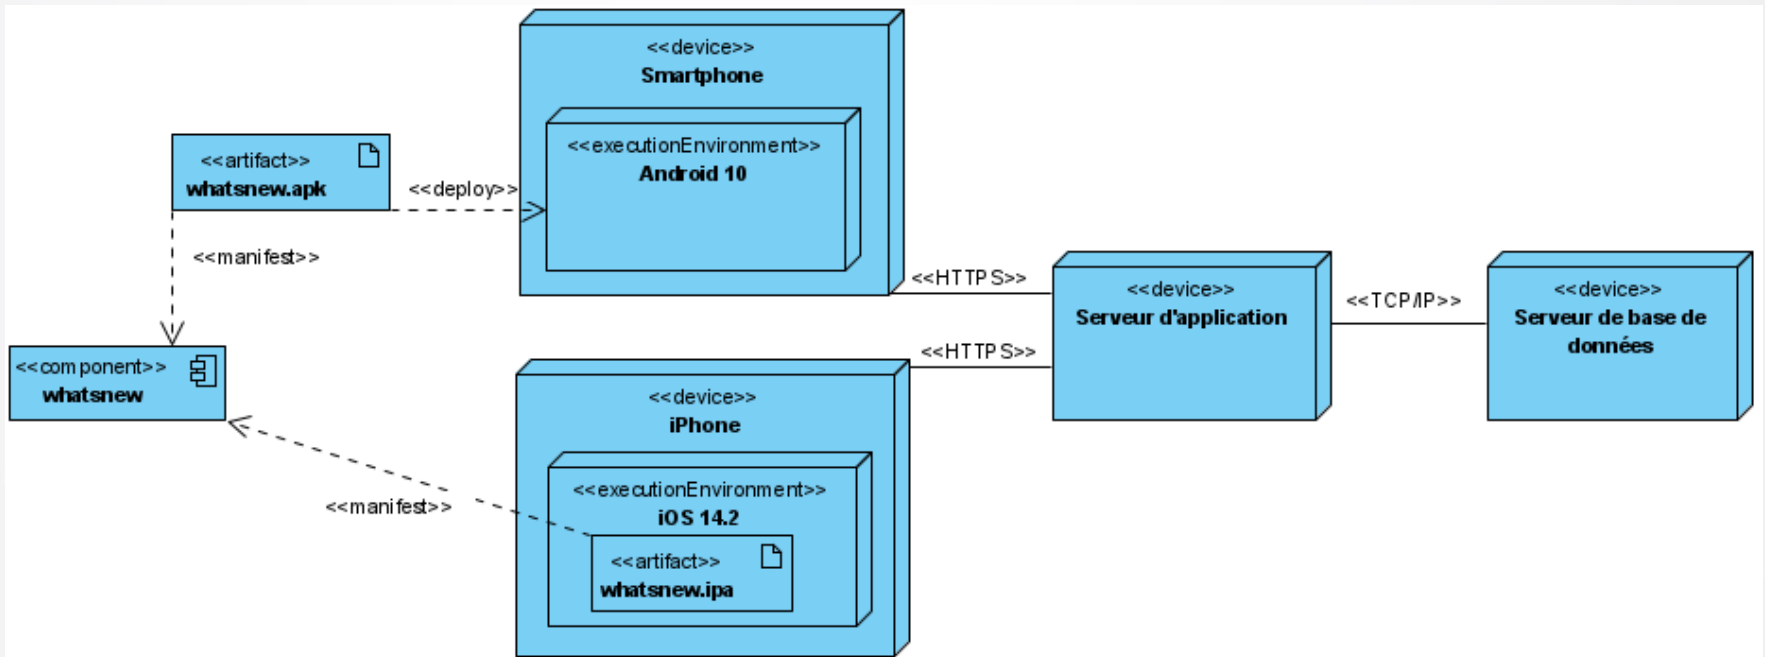 <<device>>
Smartphone
<<executionEnvironment>>
Android 10
<<artifact>>
whatsnew.apk
<<deploy>>
<<manifest>>
<<component>>
whatsnew
<<manifest>>
<<device>>
iPhone
<<executionEnvironment>>
iOS 14.2
<<artifact>>
whatsnew.ipa
<<HTTPS>>
<<HTTPS>>
<<device>>
Serveur d'application
<<TCP/IP>>
<<device>>
Serveur de base de
données